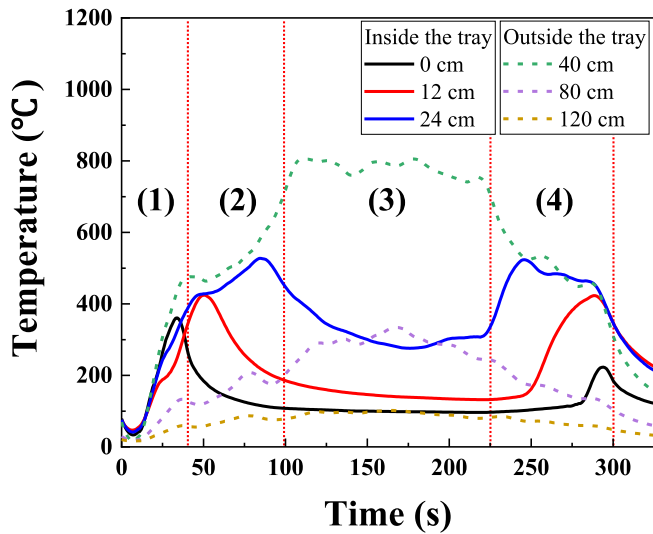 1200
1000
800
600
400
200
0
Temperature (℃)
Inside the tray
0 cm
12 cm
24 cm
Outside the tray
40 cm
80 cm
120 cm
(1)
(2)
(3)
(4)
0
50
100
150
200
250
300
Time (s)